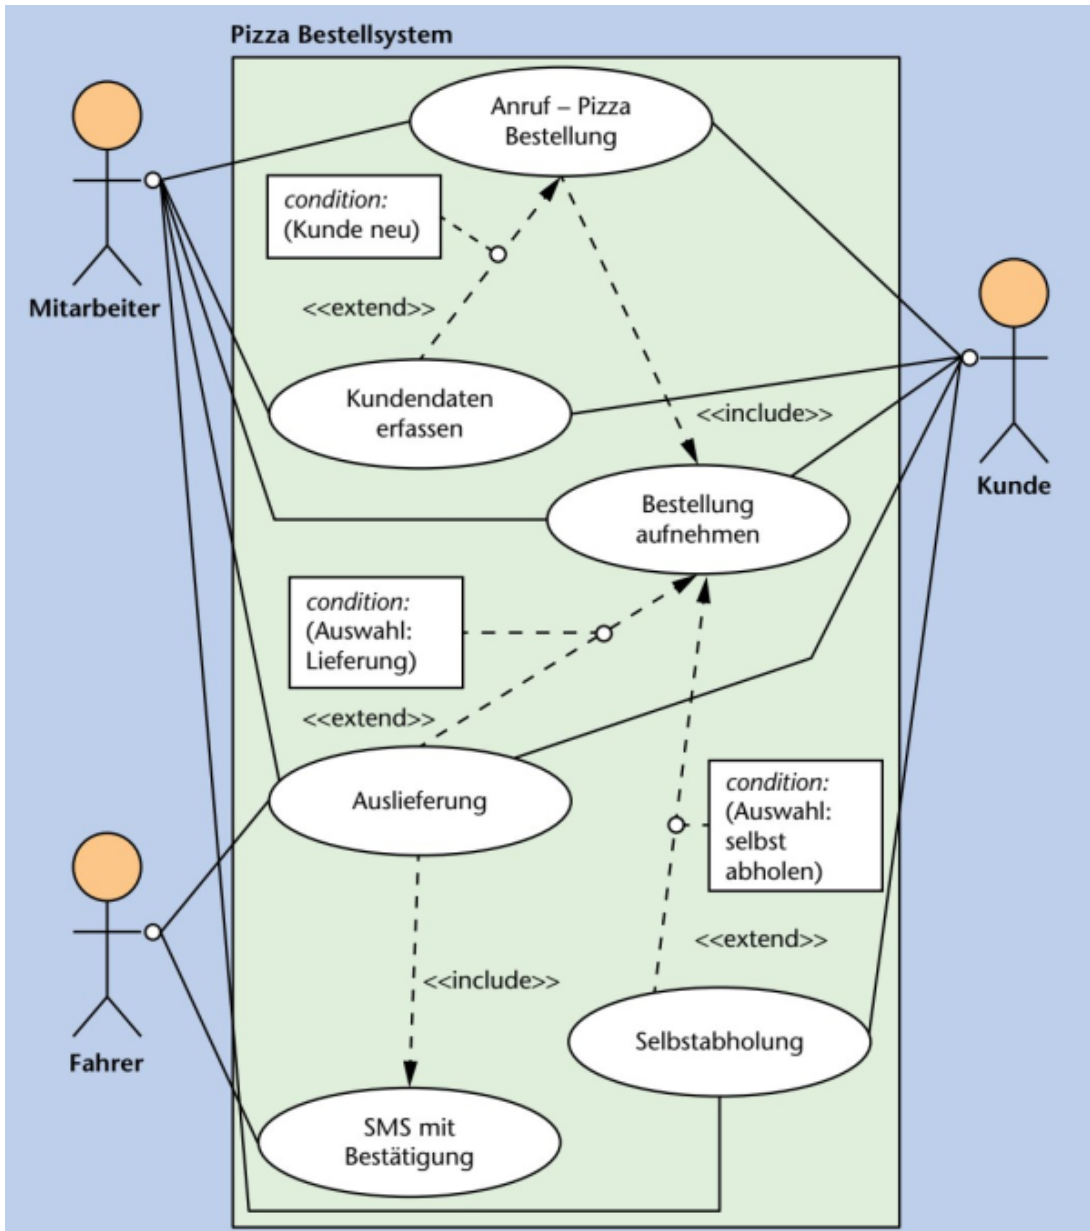 Pizza Bestellsystem
Anruf – Pizza
Bestellung
condition:
(Kunde neu)
Mitarbeiter
<<extend>>
Kundendaten
erfassen
<<include>>
Kunde
Bestellung
aufnehmen
condition:
(Auswahl:
Lieferung)
<<extend>>
Auslieferung
condition:
(Auswahl:
selbst
abholen)
<<extend>>
<<include>>
Fahrer
Selbstabholung
SMS mit
Bestätigung